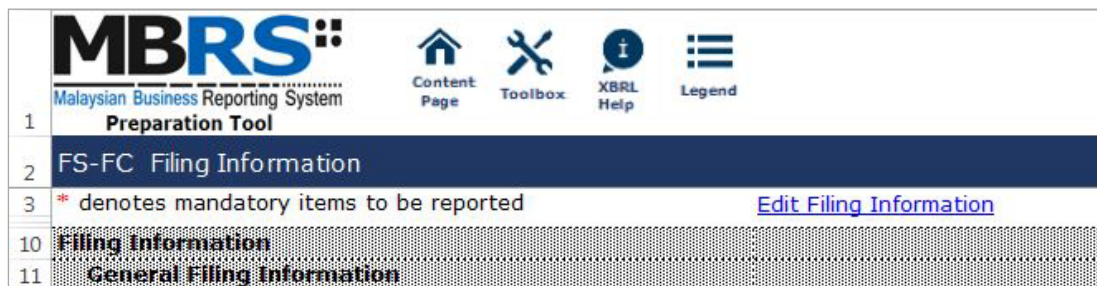 MBRS
Malaysian Business Reporting System
Preparation Tool
Content Page
Toolbox
XBRL Help
Legend
1
2 FS-FC Filing Information
3 * denotes mandatory items to be reported Edit Filing Information
10 Filing Information
11 General Filing Information